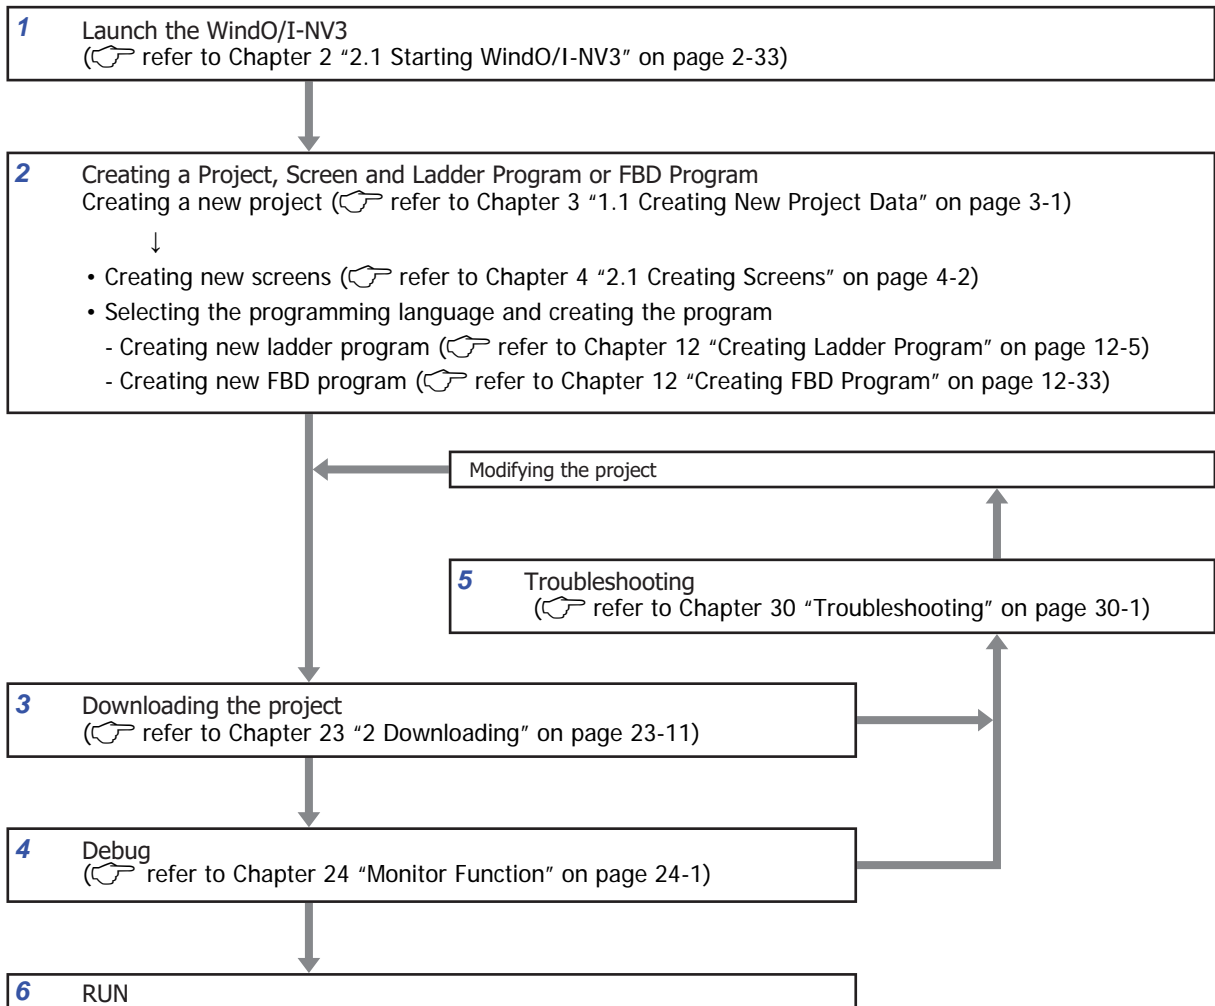 1 Launch the WindO/I-NV3
(☞ refer to Chapter 2 "2.1 Starting WindO/I-NV3" on page 2-33)
2 Creating a Project, Screen and Ladder Program or FBD Program
Creating a new project (☞ refer to Chapter 3 "1.1 Creating New Project Data" on page 3-1)
↓
• Creating new screens (☞ refer to Chapter 4 "2.1 Creating Screens" on page 4-2)
• Selecting the programming language and creating the program
- Creating new ladder program (☞ refer to Chapter 12 "Creating Ladder Program" on page 12-5)
- Creating new FBD program (☞ refer to Chapter 12 "Creating FBD Program" on page 12-33)
Modifying the project
5 Troubleshooting
(☞ refer to Chapter 30 "Troubleshooting" on page 30-1)
3 Downloading the project
(☞ refer to Chapter 23 "2 Downloading" on page 23-11)
4 Debug
(☞ refer to Chapter 24 "Monitor Function" on page 24-1)
6 RUN